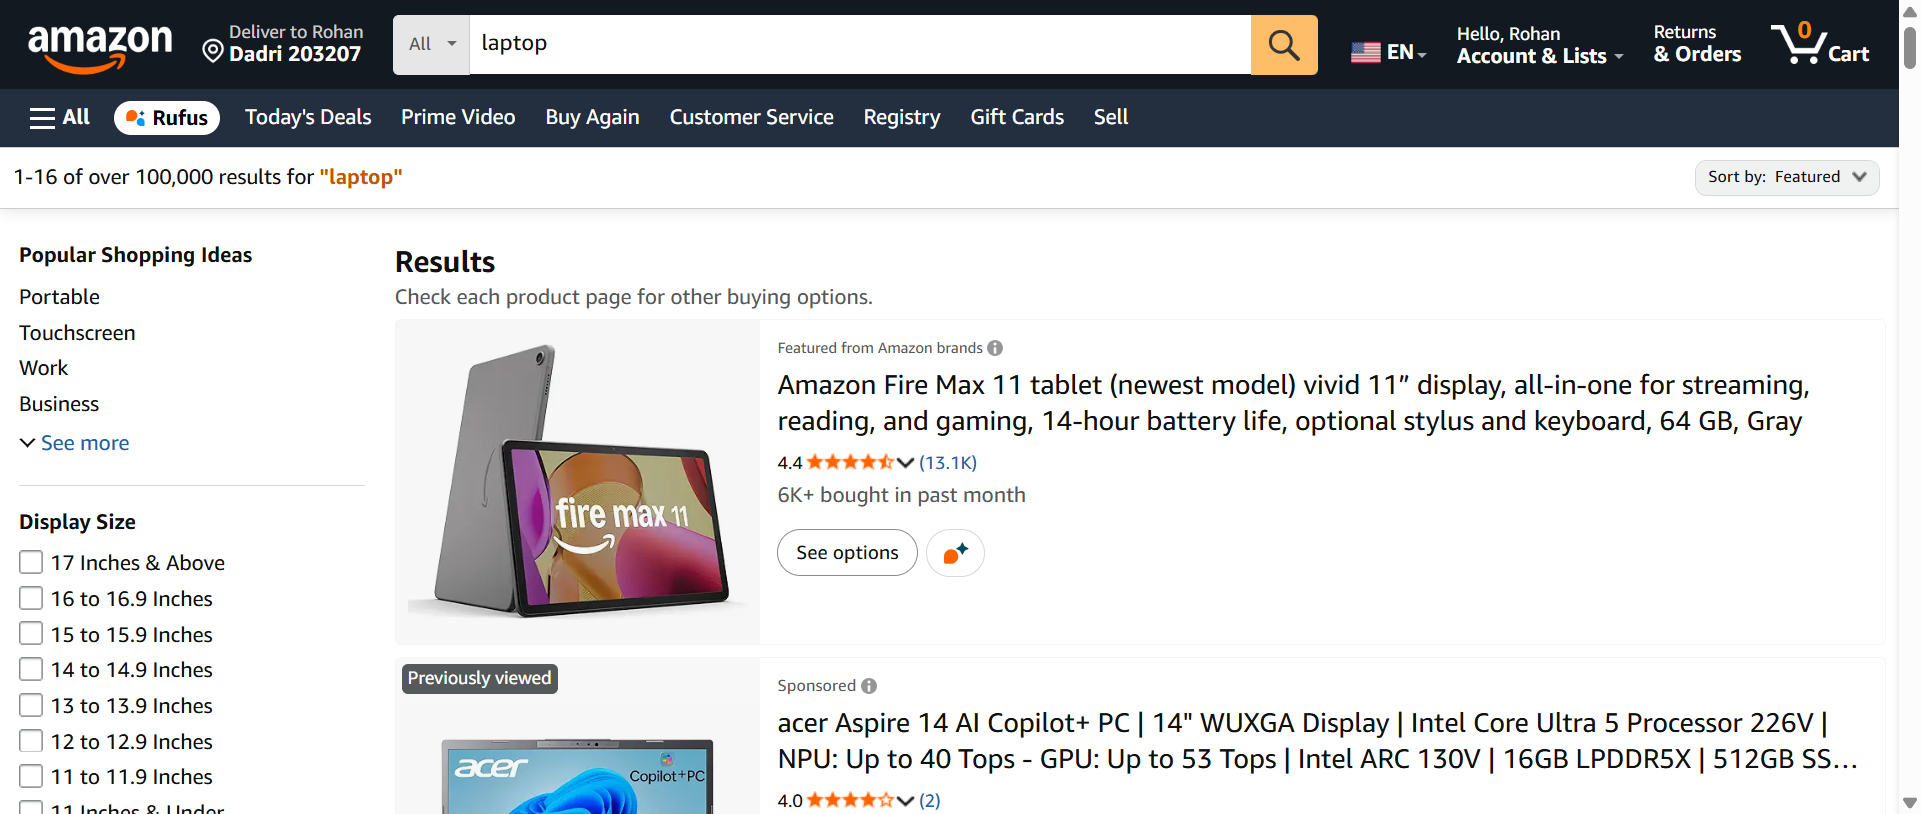 amazon
Deliver to Rohan
Dadri 203207
All
laptop
EN
Hello, Rohan
Account & Lists
Returns
& Orders
0
Cart
All
Rufus
Today's Deals
Prime Video
Buy Again
Customer Service
Registry
Gift Cards
Sell
1-16 of over 100,000 results for "laptop"
Sort by: Featured
Popular Shopping Ideas
Portable
Touchscreen
Work
Business
See more
Display Size
17 Inches & Above
16 to 16.9 Inches
15 to 15.9 Inches
14 to 14.9 Inches
13 to 13.9 Inches
12 to 12.9 Inches
11 to 11.9 Inches
11 Inches & Under
Results
Check each product page for other buying options.
fire max 11
Featured from Amazon brands
Amazon Fire Max 11 tablet (newest model) vivid 11” display, all-in-one for streaming,
reading, and gaming, 14-hour battery life, optional stylus and keyboard, 64 GB, Gray
4.4
(13.1K)
6K+ bought in past month
See options
Previously viewed
acer
Copilot+PC
Sponsored
acer Aspire 14 AI Copilot+ PC | 14" WUXGA Display | Intel Core Ultra 5 Processor 226V |
NPU: Up to 40 Tops - GPU: Up to 53 Tops | Intel ARC 130V | 16GB LPDDR5X | 512GB SS…
4.0
(2)